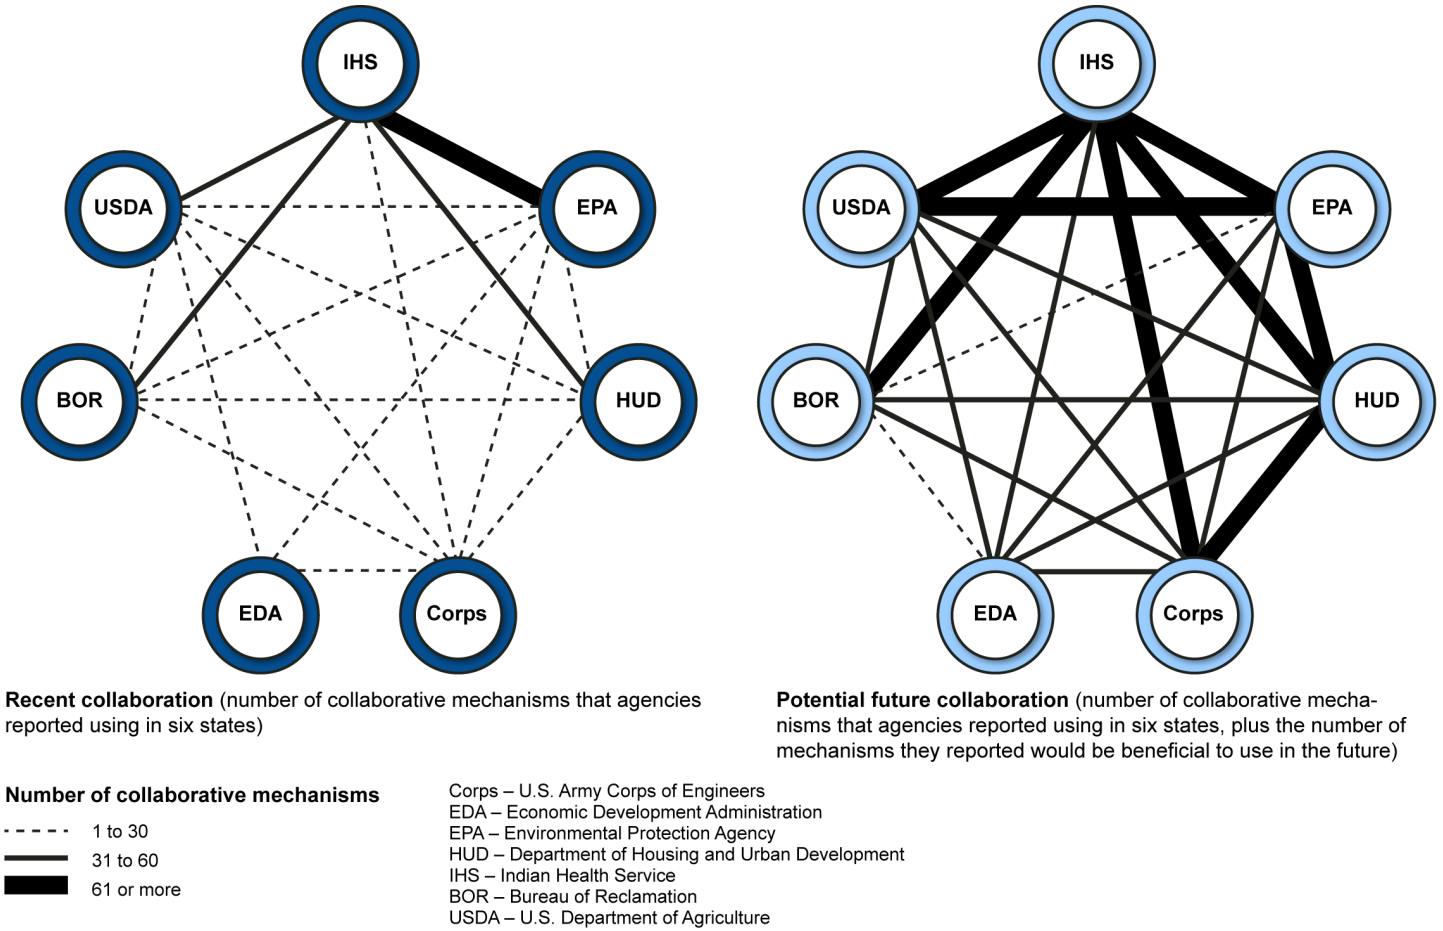 IHS
USDA
EPA
BOR
HUD
EDA
Corps
IHS
USDA
EPA
BOR
HUD
EDA
Corps
Recent collaboration (number of collaborative mechanisms that agencies
reported using in six states)
Potential future collaboration (number of collaborative mecha-
nisms that agencies reported using in six states, plus the number of
mechanisms they reported would be beneficial to use in the future)
Number of collaborative mechanisms
1 to 30
31 to 60
61 or more
Corps – U.S. Army Corps of Engineers
EDA – Economic Development Administration
EPA – Environmental Protection Agency
HUD – Department of Housing and Urban Development
IHS – Indian Health Service
BOR – Bureau of Reclamation
USDA – U.S. Department of Agriculture